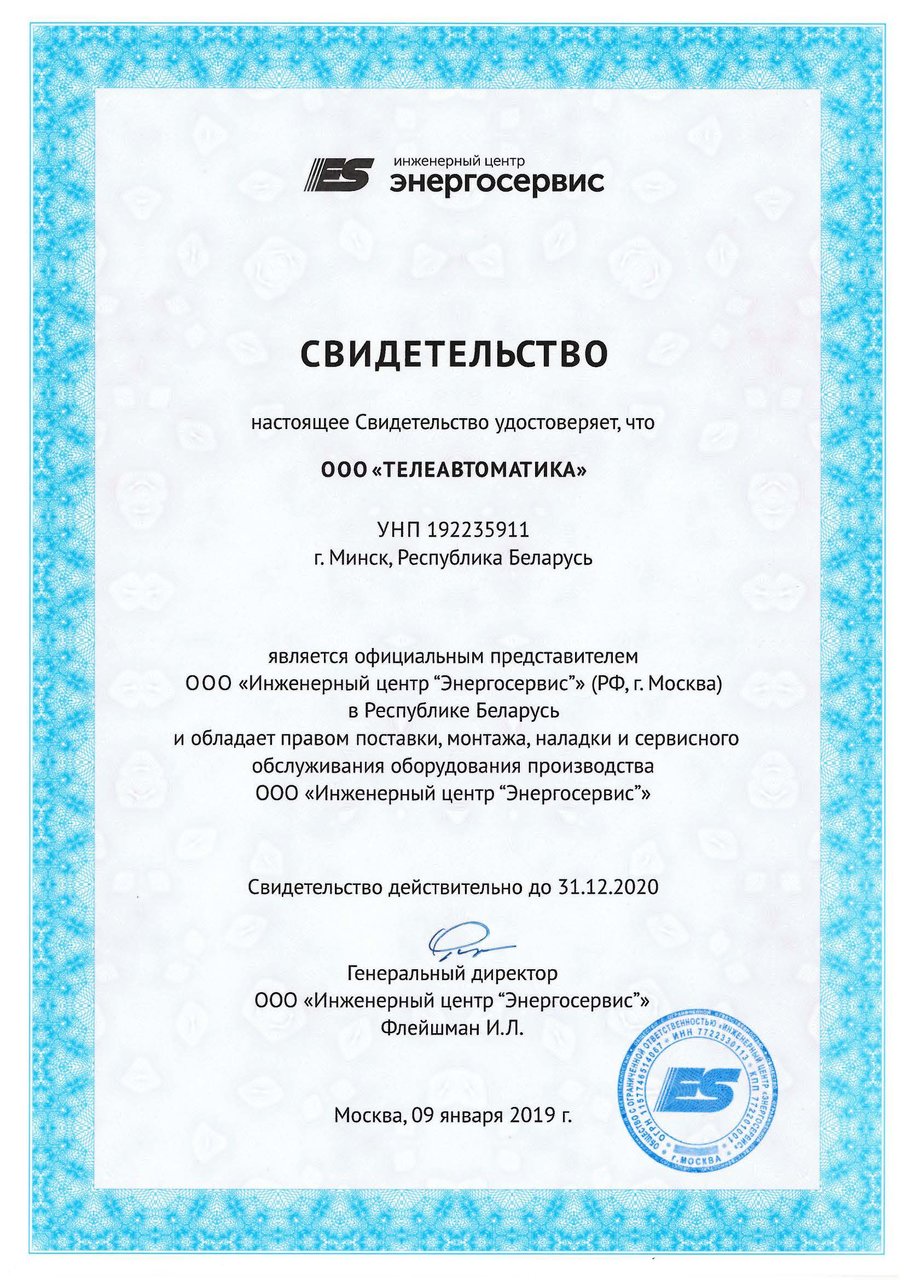 ES
инженерный центр
энергосервис
СВИДЕТЕЛЬСТВО
настоящее Свидетельство удостоверяет, что
ООО «ТЕЛЕАВТОМАТИКА»
УНП 192235911
г. Минск, Республика Беларусь
является официальным представителем
ООО «Инженерный центр “Энергосервис”» (РФ, г. Москва)
в Республике Беларусь
и обладает правом поставки, монтажа, наладки и сервисного
обслуживания оборудования производства
ООО «Инженерный центр “Энергосервис”»
Свидетельство действительно до 31.12.2020
Генеральный директор
ООО «Инженерный центр “Энергосервис”»
Флейшман И.Л.
Москва, 09 января 2019 г.
ОБЩЕСТВО С ОГРАНИЧЕННОЙ ОТВЕТСТВЕННОСТЬЮ «ИНЖЕНЕРНЫЙ ЦЕНТР «ЭНЕРГОСЕРВИС»
ОГРН 1157746514067 * ИНН 7722330113 * КПП 772201001
ES
г. МОСКВА